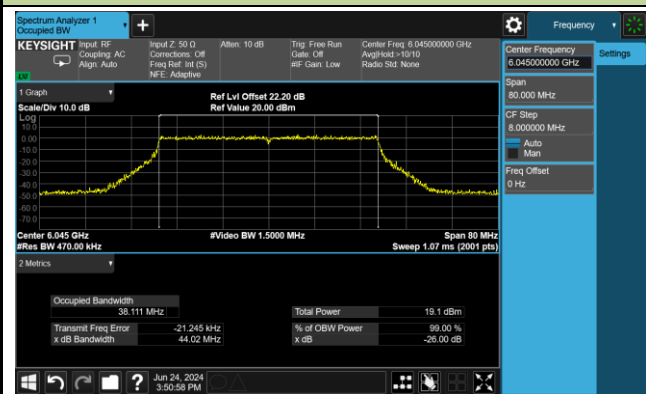 Spectrum Analyzer 1
Occupied BW
Frequency
KEYSIGHT
Input: RF
Coupling: AC
Align: Auto
Input Z: 50 Ω
Corrections: Off
Freq Ref: Int (S)
NFE: Adaptive
Atten: 10 dB
Trig: Free Run
Gate: Off
#IF Gain: Low
Center Freq: 6.045000000 GHz
Avg|Hold:>10/10
Radio Std: None
LXI
Center Frequency
6.045000000 GHz
Settings
Span
80.000 MHz
CF Step
8.000000 MHz
Auto
Man
Freq Offset
0 Hz
1 Graph
Scale/Div 10.0 dB
Ref Lvl Offset 22.20 dB
Ref Value 20.00 dBm
Log
10.0
0.00
-10.0
-20.0
-30.0
-40.0
-50.0
-60.0
-70.0
Center 6.045 GHz
#Video BW 1.5000 MHz
Span 80 MHz
#Res BW 470.00 kHz
Sweep 1.07 ms (2001 pts)
2 Metrics
Occupied Bandwidth
38.111 MHz
Total Power
19.1 dBm
Transmit Freq Error
-21.245 kHz
% of OBW Power
99.00 %
x dB Bandwidth
44.02 MHz
x dB
-26.00 dB
Jun 24, 2024
3:50:58 PM